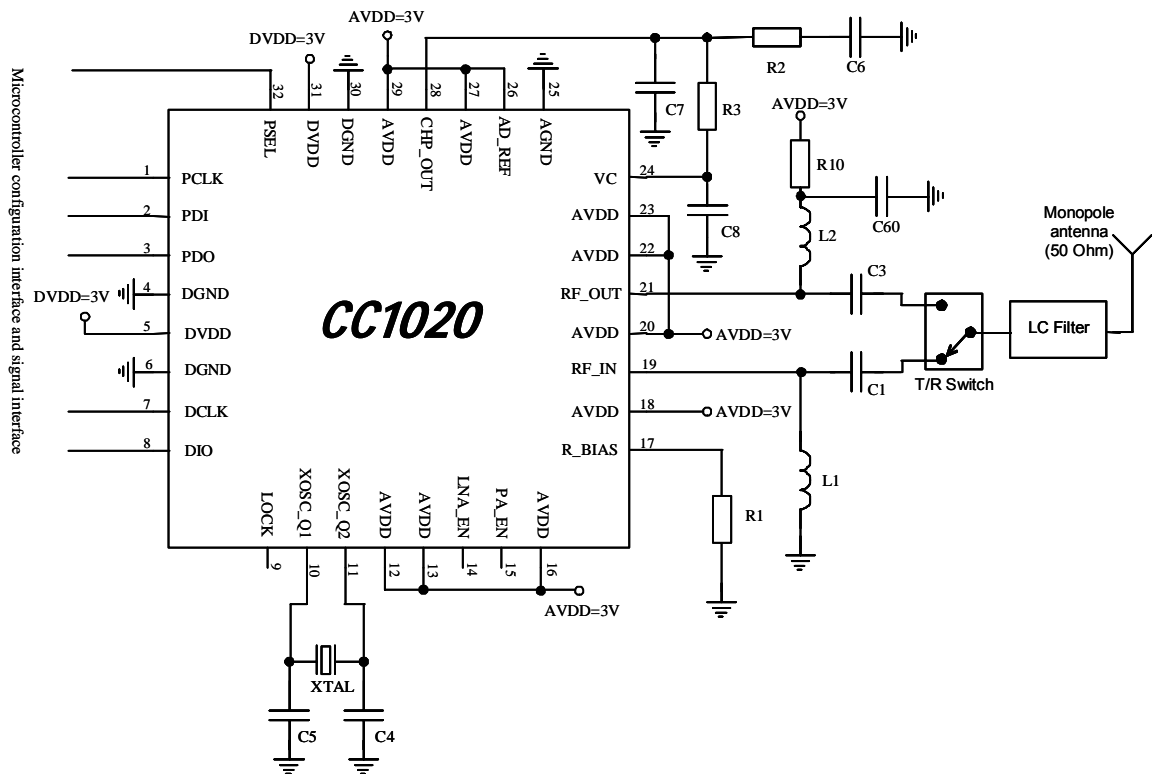 AVDD=3V
DVDD=3V
R2
C6
Microcontroller configuration interface and signal interface
32
31
30
29
28
27
26
25
C7
R3
AVDD=3V
PSEL
DVDD
DGND
AVDD
CHP_OUT
AVDD
AD_REF
AGND
R10
1
PCLK
VC
24
2
PDI
AVDD
23
C8
L2
C60
Monopole
antenna
(50 Ohm)
3
PDO
AVDD
22
4
DGND
RF_OUT
21
C3
DVDD=3V
5
DVDD
CC1020
AVDD
20
AVDD=3V
LC Filter
6
DGND
RF_IN
19
C1
T/R Switch
7
DCLK
AVDD
18
AVDD=3V
8
DIO
R_BIAS
17
L1
R1
LOCK
XOSC_Q1
XOSC_Q2
AVDD
AVDD
LNA_EN
PA_EN
AVDD
9
10
11
12
13
14
15
16
AVDD=3V
XTAL
C5
C4